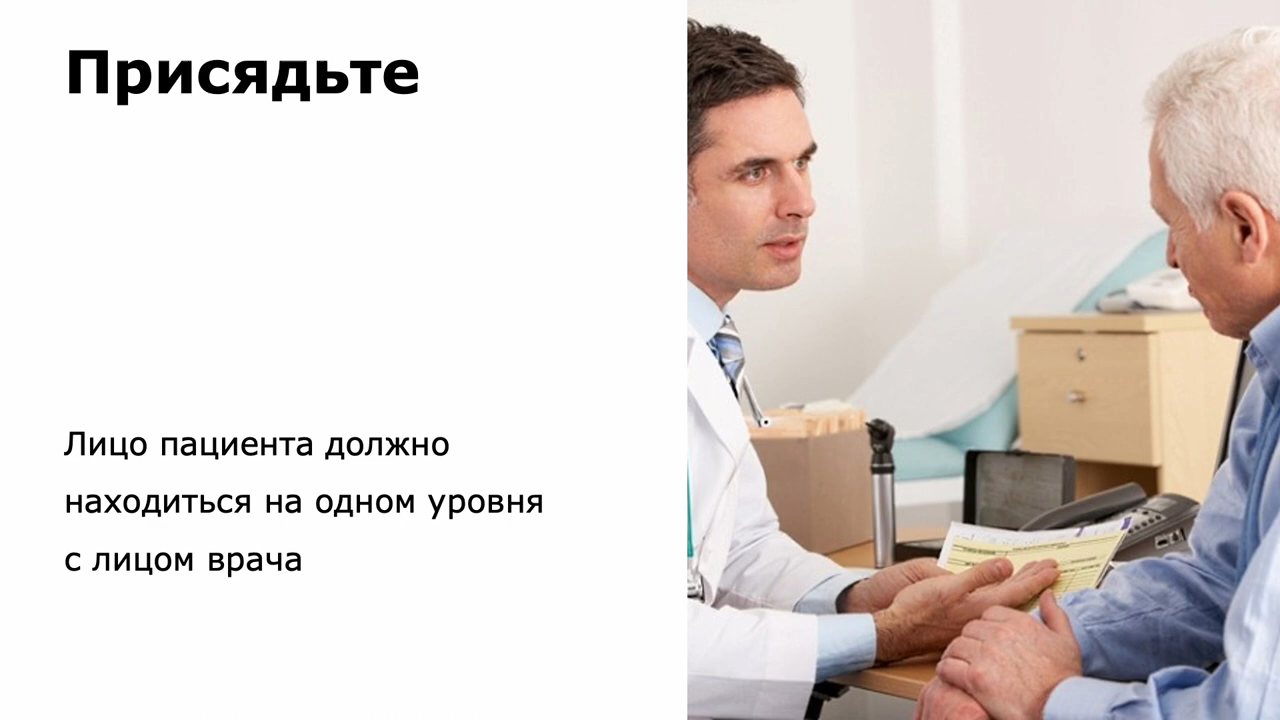 Присядьте
Лицо пациента должно
находиться на одном уровня
с лицом врача